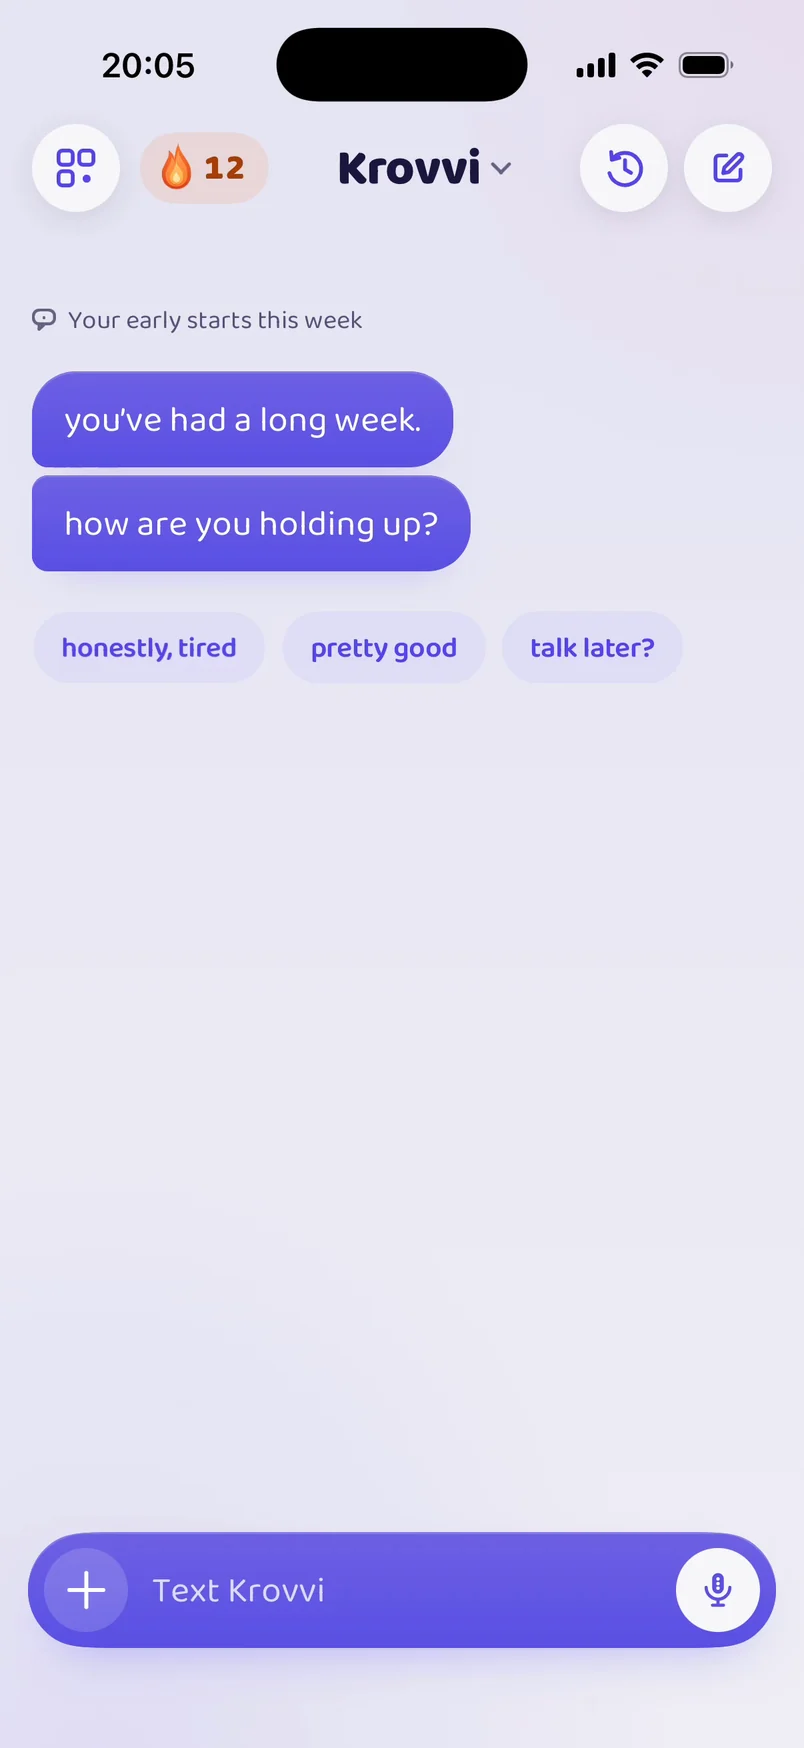 20:05
12
Krovvi
Your early starts this week
you've had a long week.
how are you holding up?
honestly, tired
pretty good
talk later?
Text Krovvi